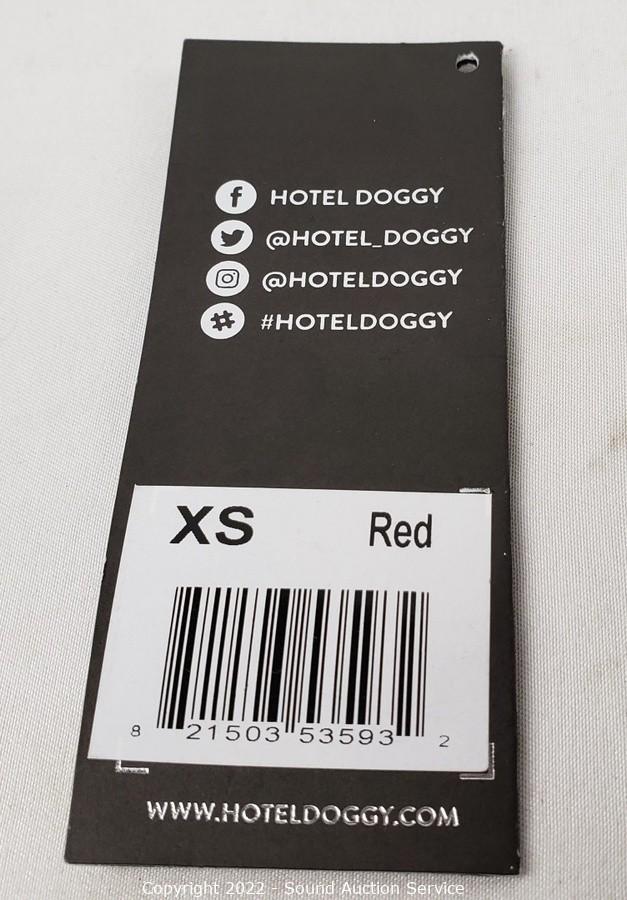 HOTEL DOGGY
@HOTEL_DOGGY
@HOTELDOGGY
#HOTELDOGGY
XS Red
8 21503 53593 2
WWW.HOTELDOGGY.COM
Copyright 2022 - Sound Auction Service